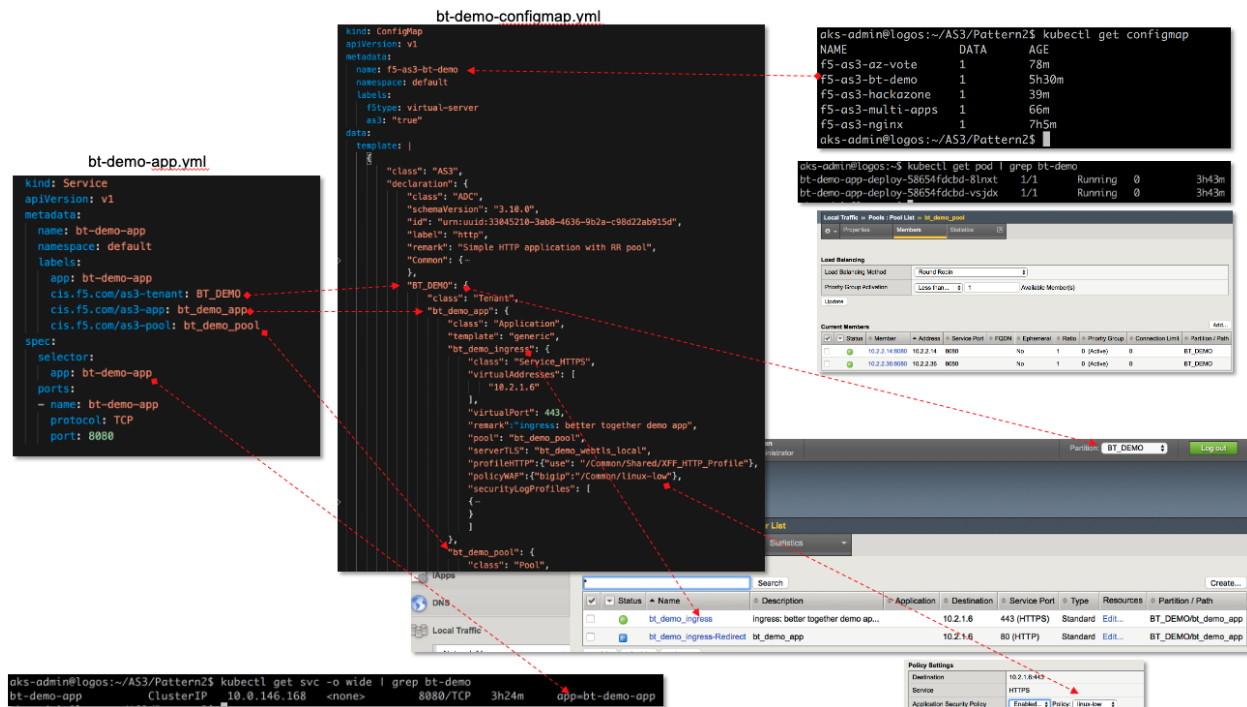 bt-demo-configmap.yml
kind: ConfigMap
apiVersion: v1
metadata:
name: f5-as3-bt-demo
namespace: default
labels:
f5type: virtual-server
as3: "true"
data:
template: |
{
"class": "AS3",
"declaration": {
"class": "ADC",
"schemaVersion": "3.10.0",
"id": "urn:uuid:33045210-3ab8-4636-9b2a-c98d22ab915d",
"label": "http",
"remark": "Simple HTTP application with RR pool",
"Common": {…
},
"BT_DEMO": {
"class": "Tenant",
"bt_demo_app": {
"class": "Application",
"template": "generic",
"bt_demo_ingress": {
"class": "Service_HTTPS",
"virtualAddresses": [
"10.2.1.6"
],
"virtualPort": 443,
"remark":"ingress: better together demo app",
"pool": "bt_demo_pool",
"serverTLS": "bt_demo_webtls_local",
"profileHTTP":{"use": "/Common/Shared/XFF_HTTP_Profile"},
"policyWAF":{"bigip":"/Common/linux-low"},
"securityLogProfiles": [
{…
}
]
},
"bt_demo_pool": {
"class": "Pool",
bt-demo-app.yml
kind: Service
apiVersion: v1
metadata:
name: bt-demo-app
namespace: default
labels:
app: bt-demo-app
cis.f5.com/as3-tenant: BT_DEMO
cis.f5.com/as3-app: bt_demo_app
cis.f5.com/as3-pool: bt_demo_pool
spec:
selector:
app: bt-demo-app
ports:
- name: bt-demo-app
protocol: TCP
port: 8080
aks-admin@logos:~/AS3/Pattern2$ kubectl get configmap
NAME DATA AGE
f5-as3-az-vote 1 78m
f5-as3-bt-demo 1 5h30m
f5-as3-hackazone 1 39m
f5-as3-multi-apps 1 66m
f5-as3-nginx 1 7h5m
aks-admin@logos:~/AS3/Pattern2$
aks-admin@logos:~$ kubectl get pod | grep bt-demo
bt-demo-app-deploy-58654fdcbd-8lnxt 1/1 Running 0 3h43m
bt-demo-app-deploy-58654fdcbd-vsjdx 1/1 Running 0 3h43m
Local Traffic » Pools : Pool List » bt_demo_pool
Properties Members Statistics
Load Balancing
Load Balancing Method Round Robin
Priority Group Activation Less than... 1 Available Member(s)
Update
Current Members Add...
Status Member Address Service Port FQDN Ephemeral Ratio Priority Group Connection Limit Partition / Path
10.2.2.14:8080 10.2.2.14 8080 No 1 0 (Active) 0 BT_DEMO
8080 No 1 0 (Active) 0 BT_DEMO
Partition: BT_DEMO Log out
Statistics
iApps
DNS
Local Traffic
* Search Create...
Status Name Description Application Destination Service Port Type Resources Partition / Path
bt_demo_ingress ingress: better together demo ap... 10.2.1.6 443 (HTTPS) Standard Edit... BT_DEMO/bt_demo_app
bt_demo_ingress-Redirect bt_demo_app 10.2.1.6 80 (HTTP) Standard Edit... BT_DEMO/bt_demo_app
aks-admin@logos:~/AS3/Pattern2$ kubectl get svc -o wide | grep bt-demo
bt-demo-app ClusterIP 10.0.146.168 <none> 8080/TCP 3h24m app=bt-demo-app
Policy Settings
Destination 10.2.1.6:443
Service HTTPS
Application Security Policy Enabled... Policy: linux-low